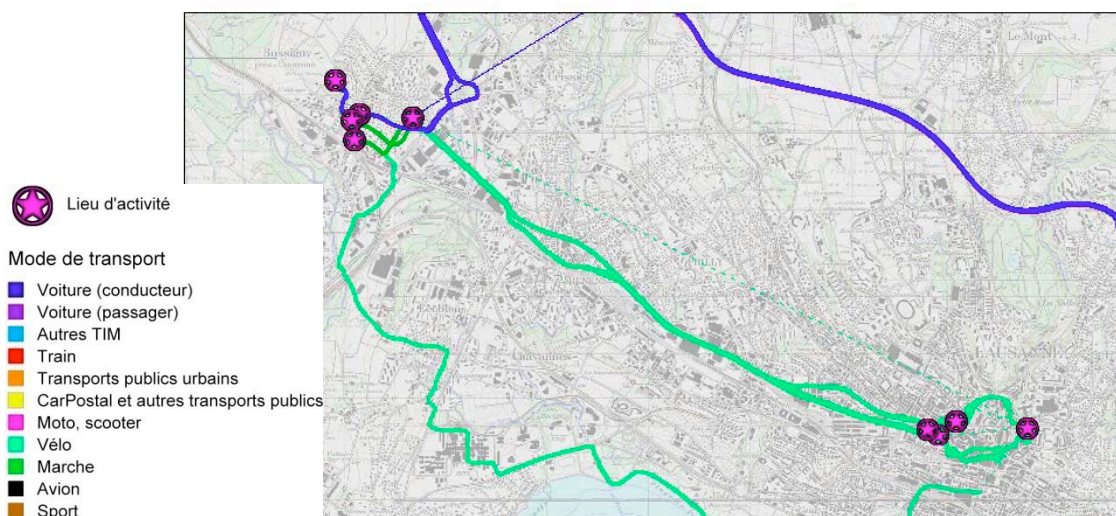 Bussigny
Crissier
Le Mont-s.-L.
Ecublens
Chavannes
LAUSANNE
Lieu d'activité
Mode de transport
Voiture (conducteur)
Voiture (passager)
Autres TIM
Train
Transports publics urbains
CarPostal et autres transports publics
Moto, scooter
Vélo
Marche
Avion
Sport